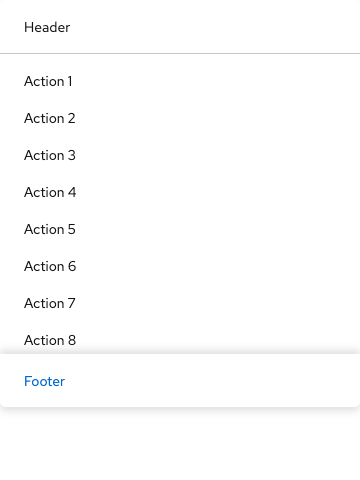 Header
Action 1
Action 2
Action 3
Action 4
Action 5
Action 6
Action 7
Action 8
Footer